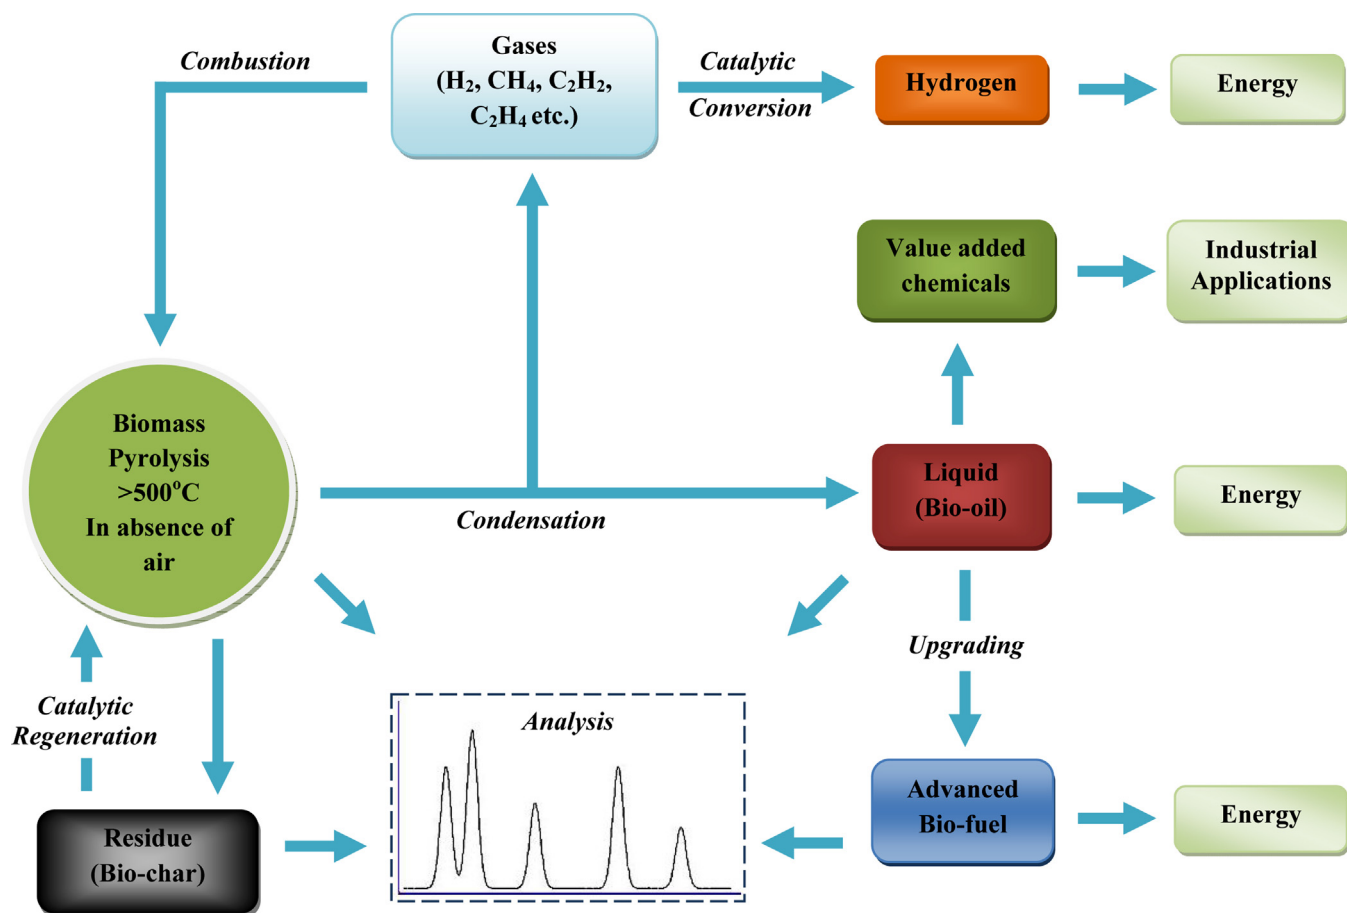 Combustion
Gases
(H₂, CH₄, C₂H₂,
C₂H₄ etc.)
Catalytic
Conversion
Hydrogen
Energy
Value added
chemicals
Industrial
Applications
Biomass
Pyrolysis
>500°C
In absence of
air
Condensation
Liquid
(Bio-oil)
Energy
Upgrading
Catalytic
Regeneration
Analysis
Residue
(Bio-char)
Advanced
Bio-fuel
Energy